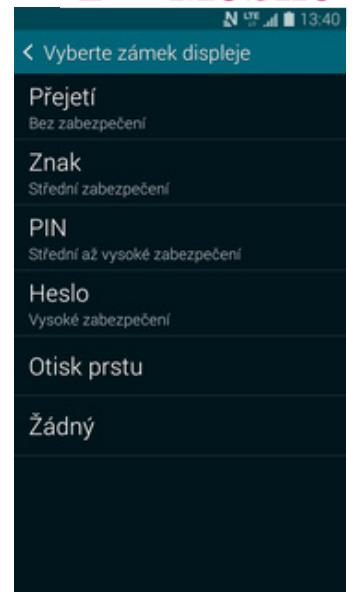 13:40
Vyberte zámek displeje
Přejetí
Bez zabezpečení
Znak
Střední zabezpečení
PIN
Střední až vysoké zabezpečení
Heslo
Vysoké zabezpečení
Otisk prstu
Žádný